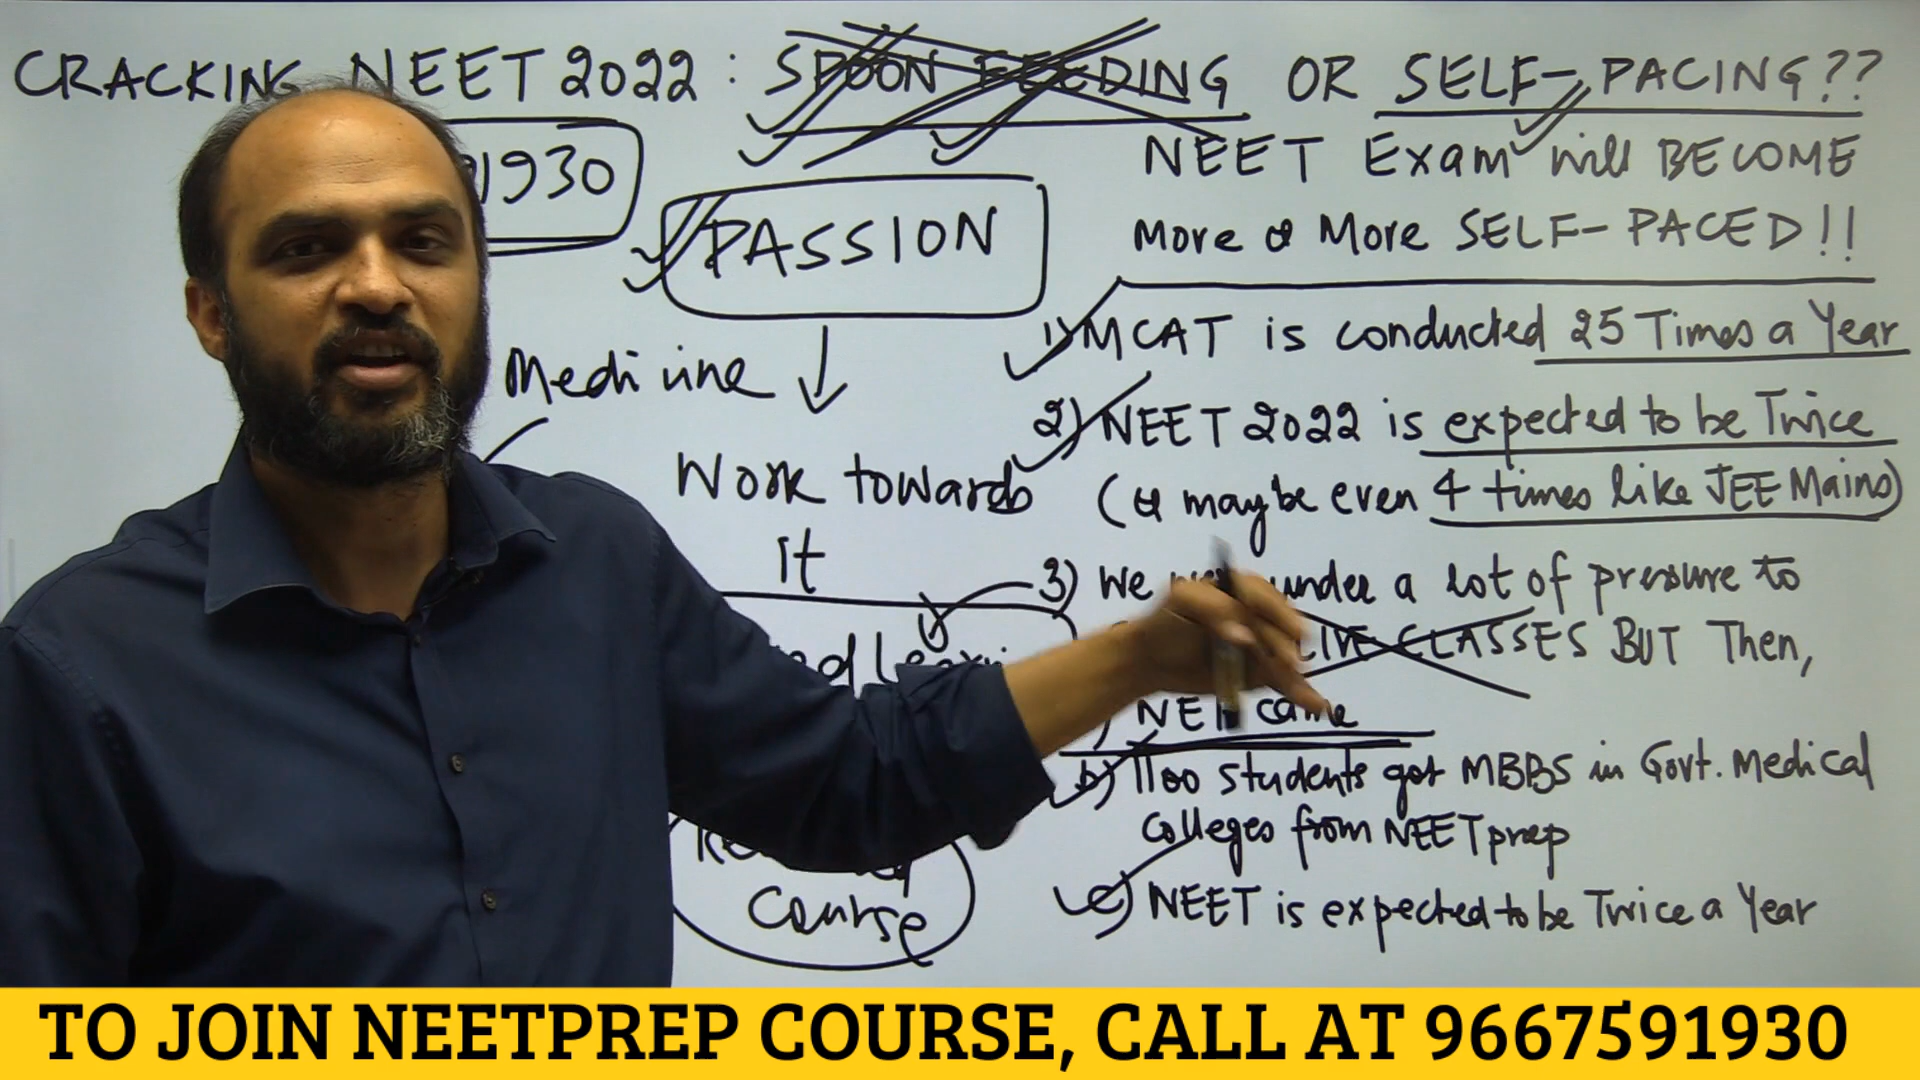 CRACKING NEET 2022 : SPOON FEEDING OR SELF-PACING??
1930
PASSION
Medicine
Work towards
it
Course
NEET Exam will BECOME
More & More SELF-PACED!!
1) MCAT is conducted 25 Times a Year
2) NEET 2022 is expected to be Twice
(& maybe even 4 times like JEE Mains)
3) We under a lot of pressure to
LIVE CLASSES BUT Then,
NEET came
b) 1100 students got MBBS in Govt. Medical
Colleges from NEETprep
c) NEET is expected to be Twice a Year
TO JOIN NEETPREP COURSE, CALL AT 9667591930